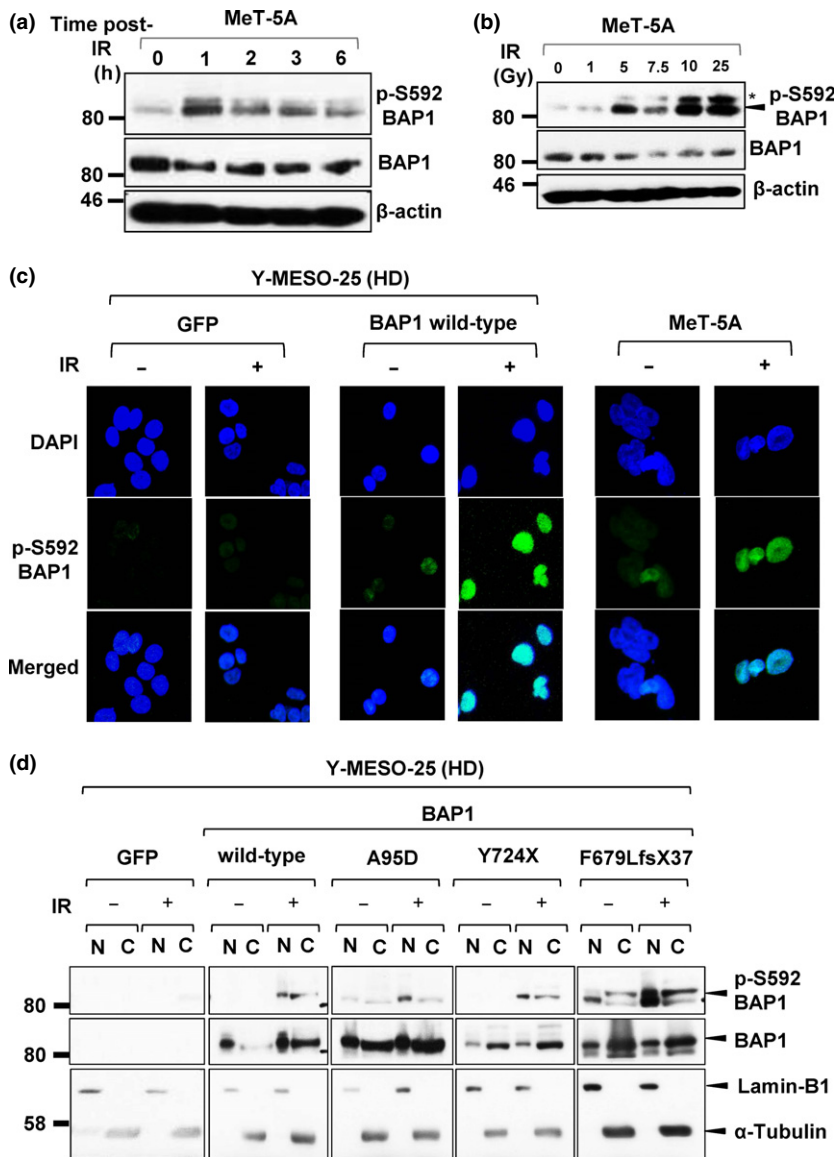 (a)
Time post-
MeT-5A
IR
(h)
0 1 2 3 6
80
p-S592
BAP1
80
BAP1
46
β-actin
(b)
MeT-5A
IR
(Gy)
0 1 5 7.5 10 25
80
*
p-S592
BAP1
80
BAP1
46
β-actin
(c)
Y-MESO-25 (HD)
GFP BAP1 wild-type MeT-5A
IR – + – + – +
DAPI
p-S592
BAP1
Merged
(d)
Y-MESO-25 (HD)
BAP1
GFP wild-type A95D Y724X F679LfsX37
IR – + – + – + – + – +
N C N C N C N C N C N C N C N C N C N C
80
p-S592
BAP1
80
BAP1
Lamin-B1
58
α-Tubulin